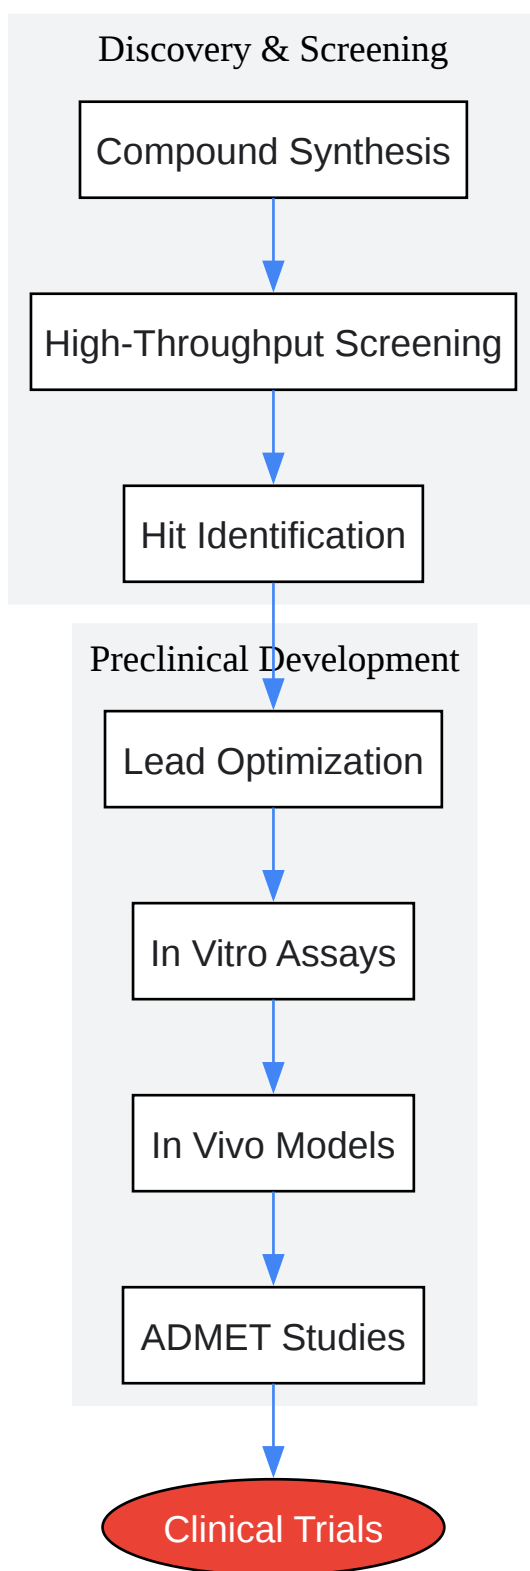 Discovery & Screening
Compound Synthesis
High-Throughput Screening
Hit Identification
Preclinical Development
Lead Optimization
In Vitro Assays
In Vivo Models
ADMET Studies
Clinical Trials